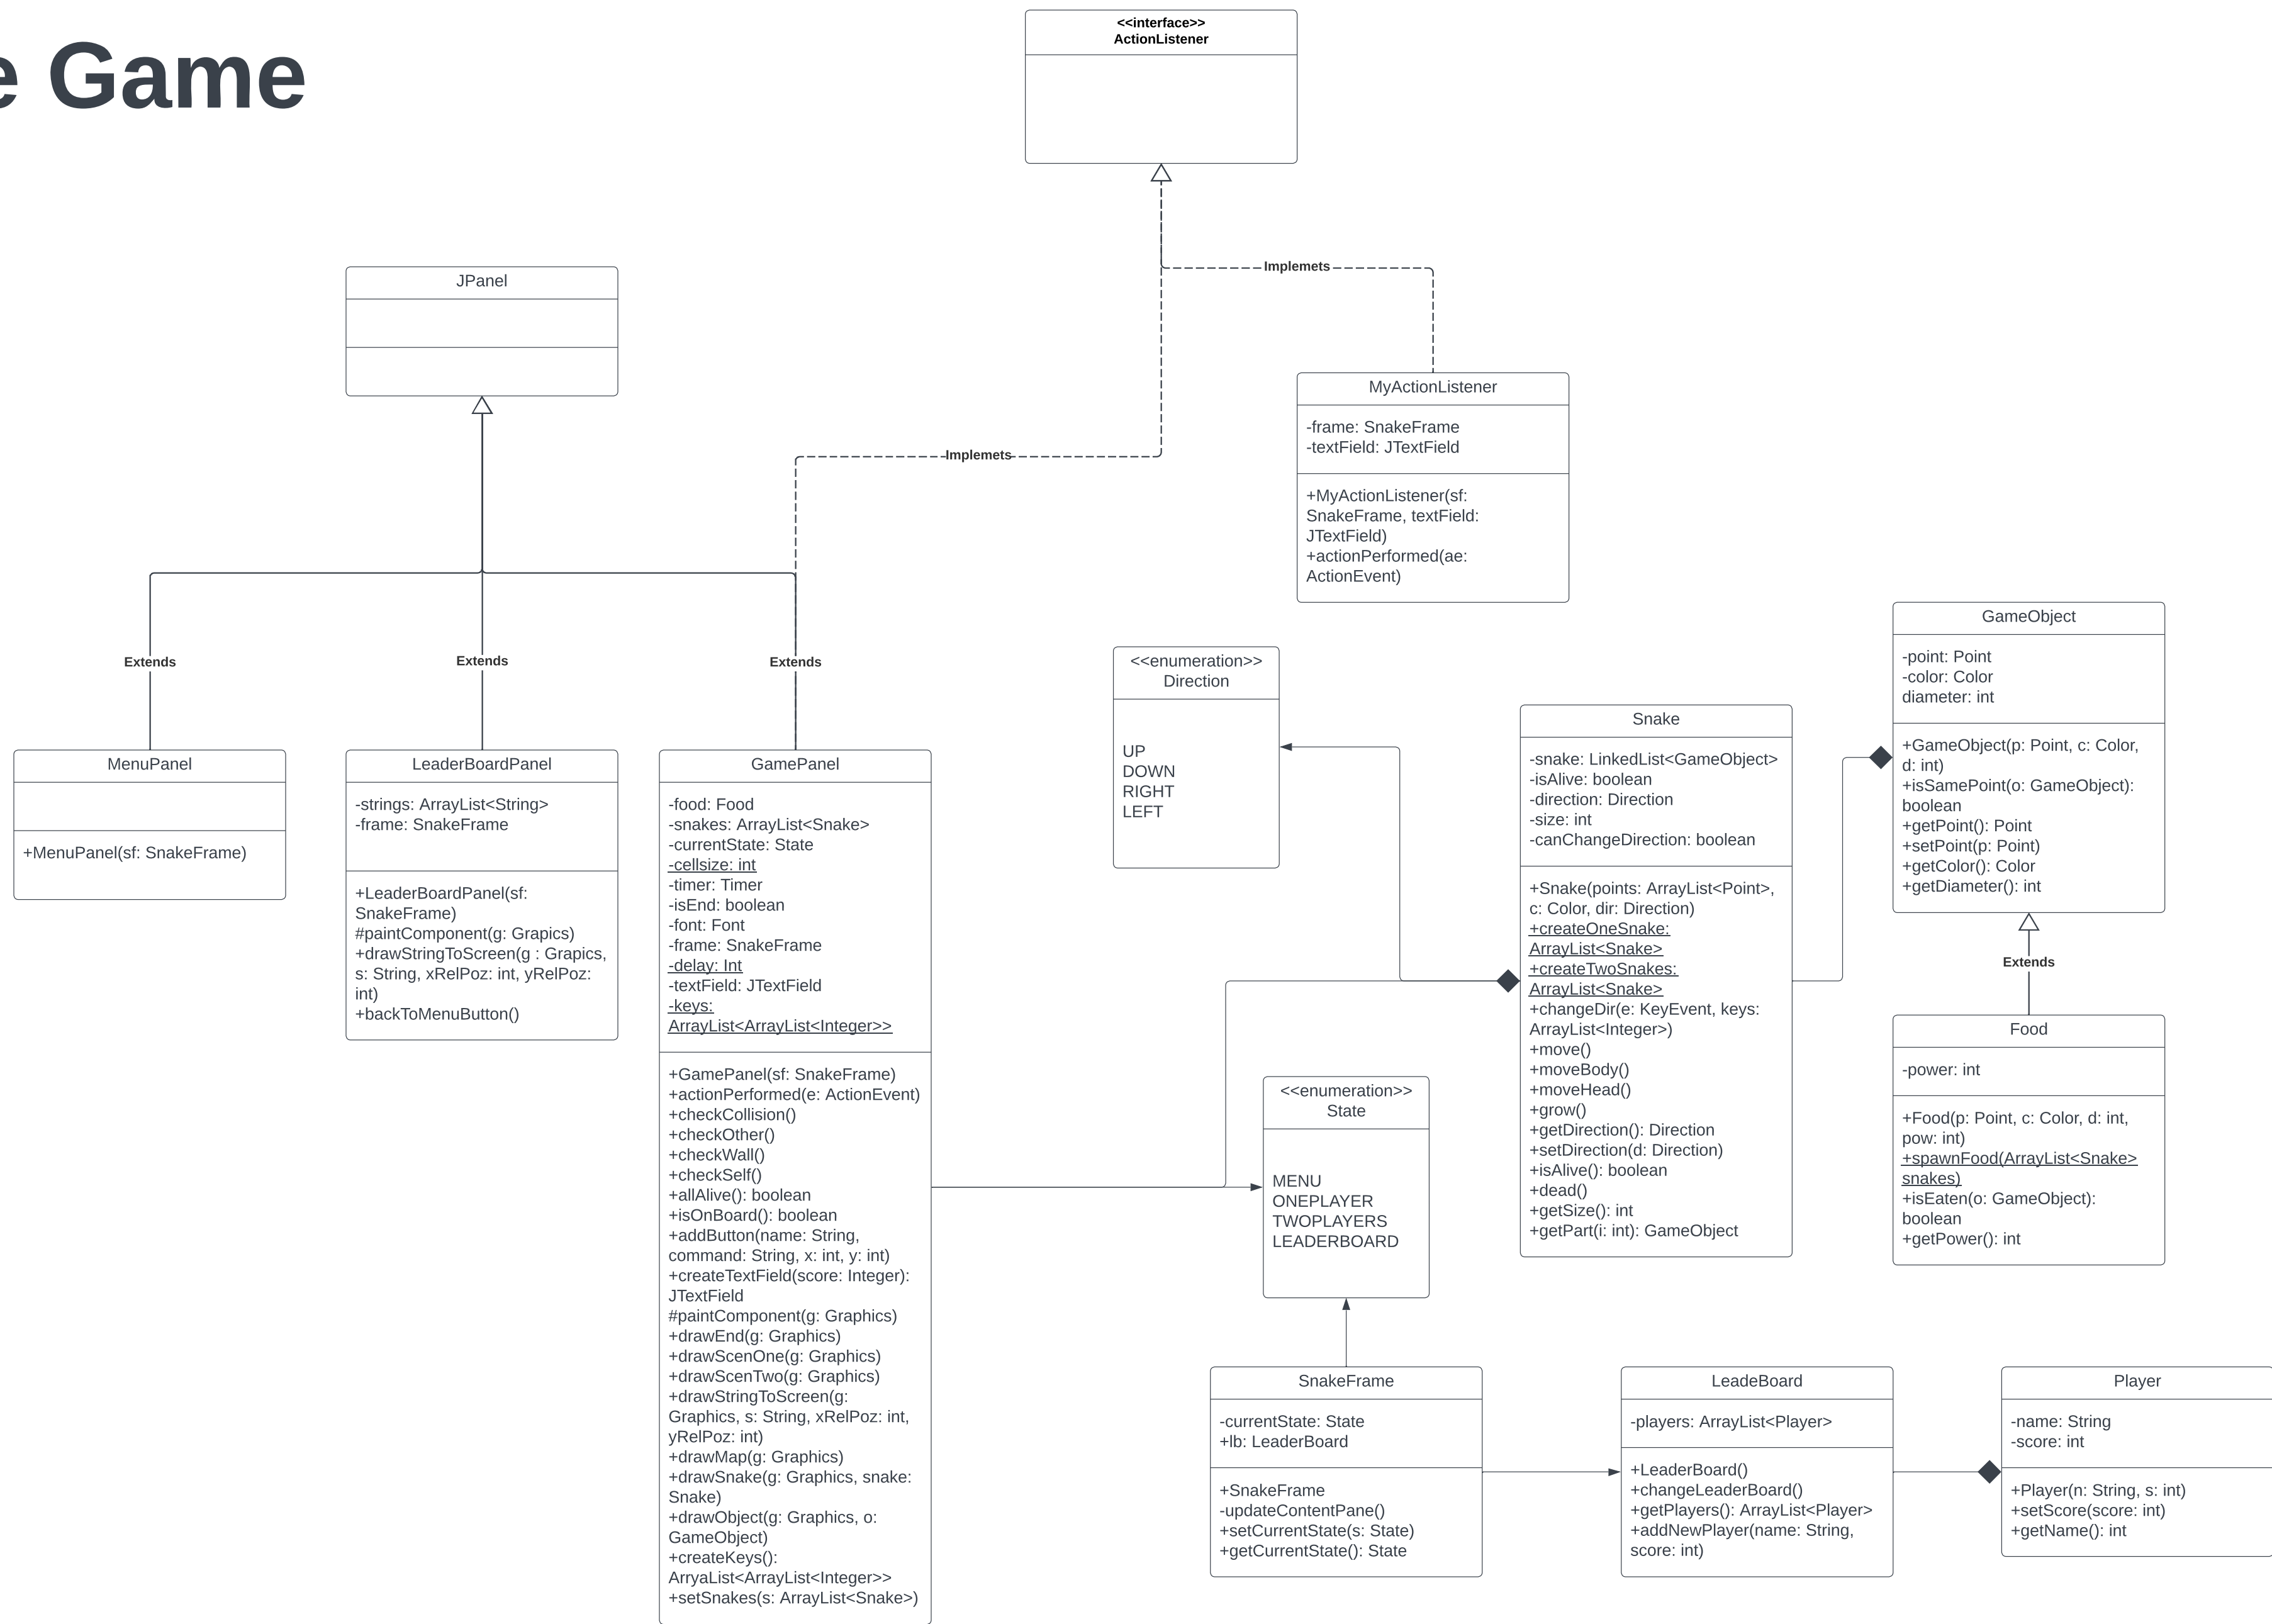 e Game
<<interface>>
ActionListener
Implemets
JPanel
MyActionListener
-frame: SnakeFrame
-textField: JTextField
+MyActionListener(sf:
SnakeFrame, textField:
JTextField)
+actionPerformed(ae:
ActionEvent)
Implemets
Extends
Extends
Extends
MenuPanel
+MenuPanel(sf: SnakeFrame)
LeaderBoardPanel
-strings: ArrayList<String>
-frame: SnakeFrame
+LeaderBoardPanel(sf:
SnakeFrame)
#paintComponent(g: Grapics)
+drawStringToScreen(g : Grapics,
s: String, xRelPoz: int, yRelPoz:
int)
+backToMenuButton()
GamePanel
-food: Food
-snakes: ArrayList<Snake>
-currentState: State
-cellsize: int
-timer: Timer
-isEnd: boolean
-font: Font
-frame: SnakeFrame
-delay: Int
-textField: JTextField
-keys:
ArrayList<ArrayList<Integer>>
+GamePanel(sf: SnakeFrame)
+actionPerformed(e: ActionEvent)
+checkCollision()
+checkOther()
+checkWall()
+checkSelf()
+allAlive(): boolean
+isOnBoard(): boolean
+addButton(name: String,
command: String, x: int, y: int)
+createTextField(score: Integer):
JTextField
#paintComponent(g: Graphics)
+drawEnd(g: Graphics)
+drawScenOne(g: Graphics)
+drawScenTwo(g: Graphics)
+drawStringToScreen(g:
Graphics, s: String, xRelPoz: int,
yRelPoz: int)
+drawMap(g: Graphics)
+drawSnake(g: Graphics, snake:
Snake)
+drawObject(g: Graphics, o:
GameObject)
+createKeys():
ArryaList<ArrayList<Integer>>
+setSnakes(s: ArrayList<Snake>)
<<enumeration>>
Direction
UP
DOWN
RIGHT
LEFT
Snake
-snake: LinkedList<GameObject>
-isAlive: boolean
-direction: Direction
-size: int
-canChangeDirection: boolean
+Snake(points: ArrayList<Point>,
c: Color, dir: Direction)
+createOneSnake:
ArrayList<Snake>
+createTwoSnakes:
ArrayList<Snake>
+changeDir(e: KeyEvent, keys:
ArrayList<Integer>)
+move()
+moveBody()
+moveHead()
+grow()
+getDirection(): Direction
+setDirection(d: Direction)
+isAlive(): boolean
+dead()
+getSize(): int
+getPart(i: int): GameObject
GameObject
-point: Point
-color: Color
diameter: int
+GameObject(p: Point, c: Color,
d: int)
+isSamePoint(o: GameObject):
boolean
+getPoint(): Point
+setPoint(p: Point)
+getColor(): Color
+getDiameter(): int
Extends
Food
-power: int
+Food(p: Point, c: Color, d: int,
pow: int)
+spawnFood(ArrayList<Snake>
snakes)
+isEaten(o: GameObject):
boolean
+getPower(): int
<<enumeration>>
State
MENU
ONEPLAYER
TWOPLAYERS
LEADERBOARD
SnakeFrame
-currentState: State
+lb: LeaderBoard
+SnakeFrame
-updateContentPane()
+setCurrentState(s: State)
+getCurrentState(): State
LeadeBoard
-players: ArrayList<Player>
+LeaderBoard()
+changeLeaderBoard()
+getPlayers(): ArrayList<Player>
+addNewPlayer(name: String,
score: int)
Player
-name: String
-score: int
+Player(n: String, s: int)
+setScore(score: int)
+getName(): int